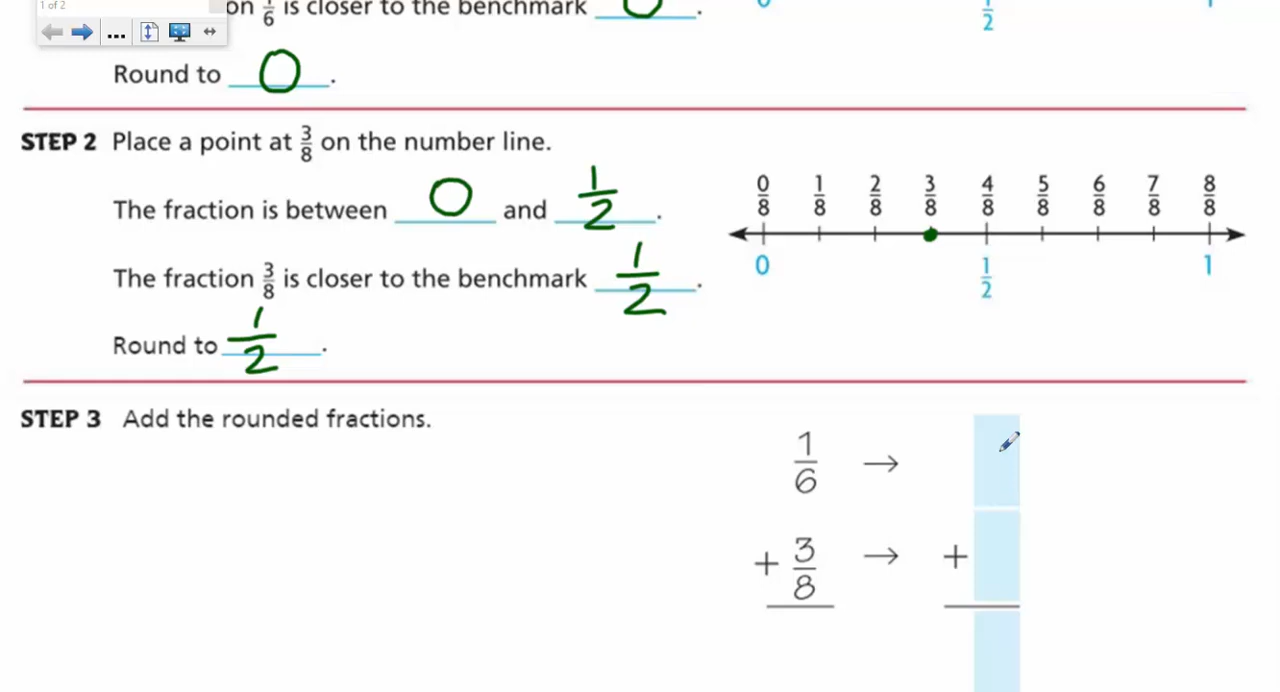 1 of 2
on 1/6 is closer to the benchmark 0.
0 1/2 1
Round to 0.
STEP 2 Place a point at 3/8 on the number line.
The fraction is between 0 and 1/2.
0/8 1/8 2/8 3/8 4/8 5/8 6/8 7/8 8/8
0 1/2 1
The fraction 3/8 is closer to the benchmark 1/2.
Round to 1/2.
STEP 3 Add the rounded fractions.
1/6 →
+ 3/8 → +